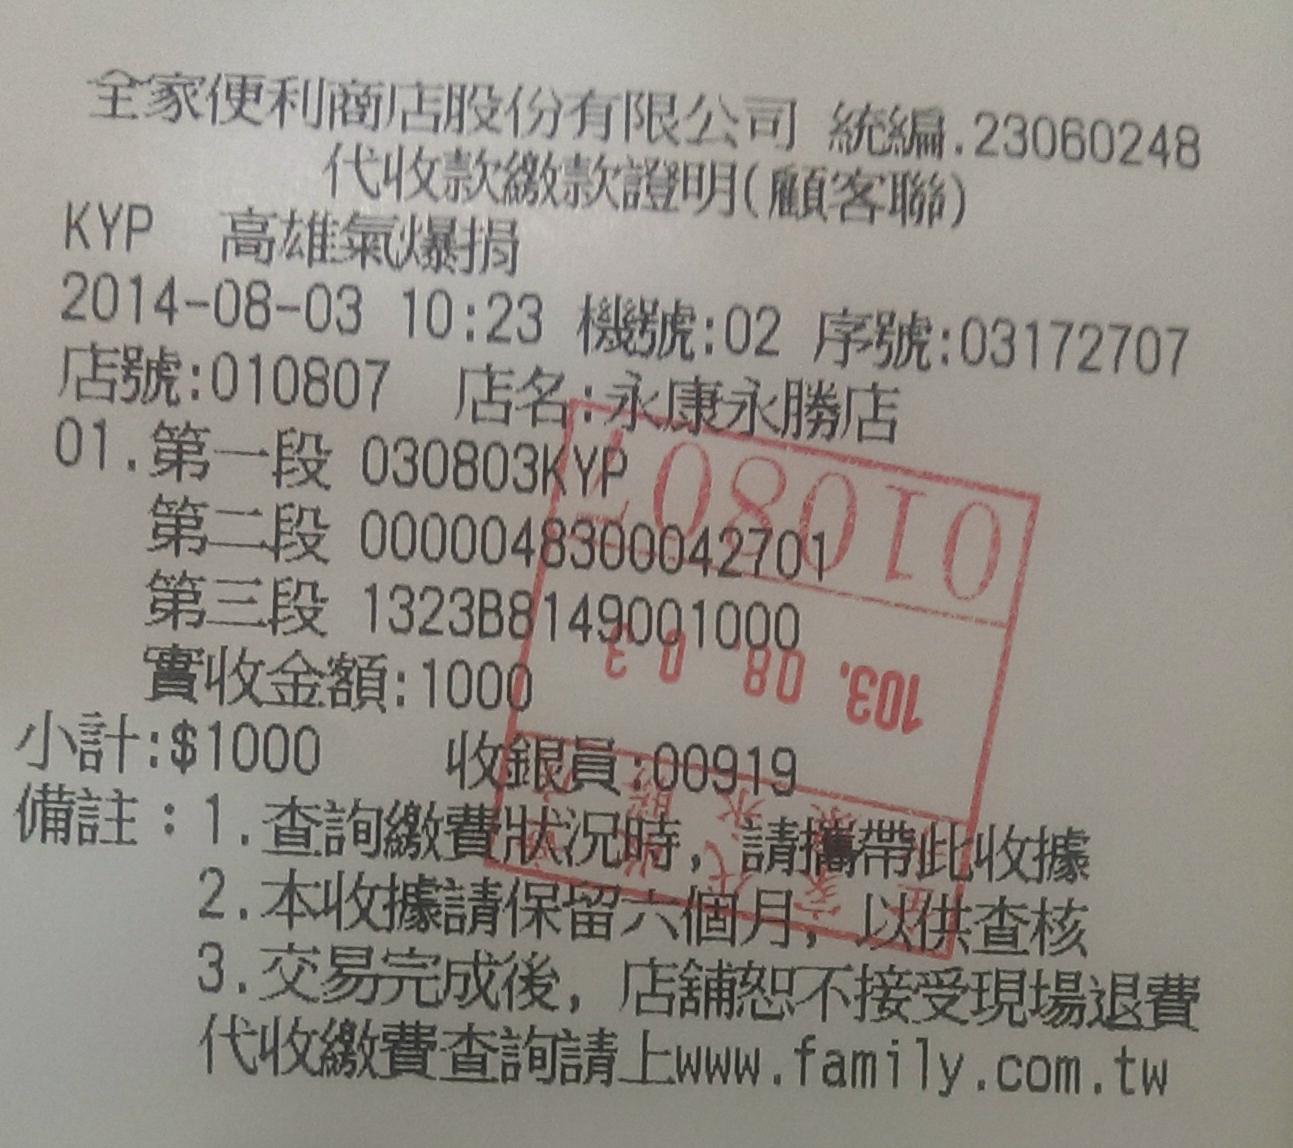 全家便利商店股份有限公司 統編.23060248
代收款繳款證明(顧客聯)
KYP 高雄氣爆捐
2014-08-03 10:23 機號:02 序號:03172707
店號:010807 店名:永康永勝店
01.第一段 030803KYP
第二段 0000048300042701
第三段 1323B8149001000
實收金額:1000
小計:$1000 收銀員:00919
備註：1.查詢繳費狀況時，請攜帶此收據
2.本收據請保留六個月，以供查核
3.交易完成後，店舖恕不接受現場退費
代收繳費查詢請上www.family.com.tw
010807
103. 08 03